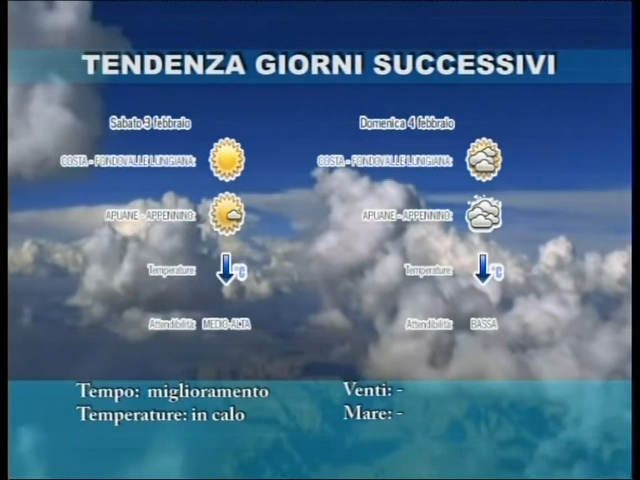 TENDENZA GIORNI SUCCESSIVI
Sabato 3 febbraio
Domenica 4 febbraio
COSTA - FONDOVALLE LUNIGIANA:
COSTA - FONDOVALLE LUNIGIANA:
APUANE - APPENNINO:
APUANE - APPENNINO:
Temperature: °C
Temperature: °C
Attendibilità: MEDIO-ALTA
Attendibilità: BASSA
Tempo: miglioramento
Venti: -
Temperature: in calo
Mare: -